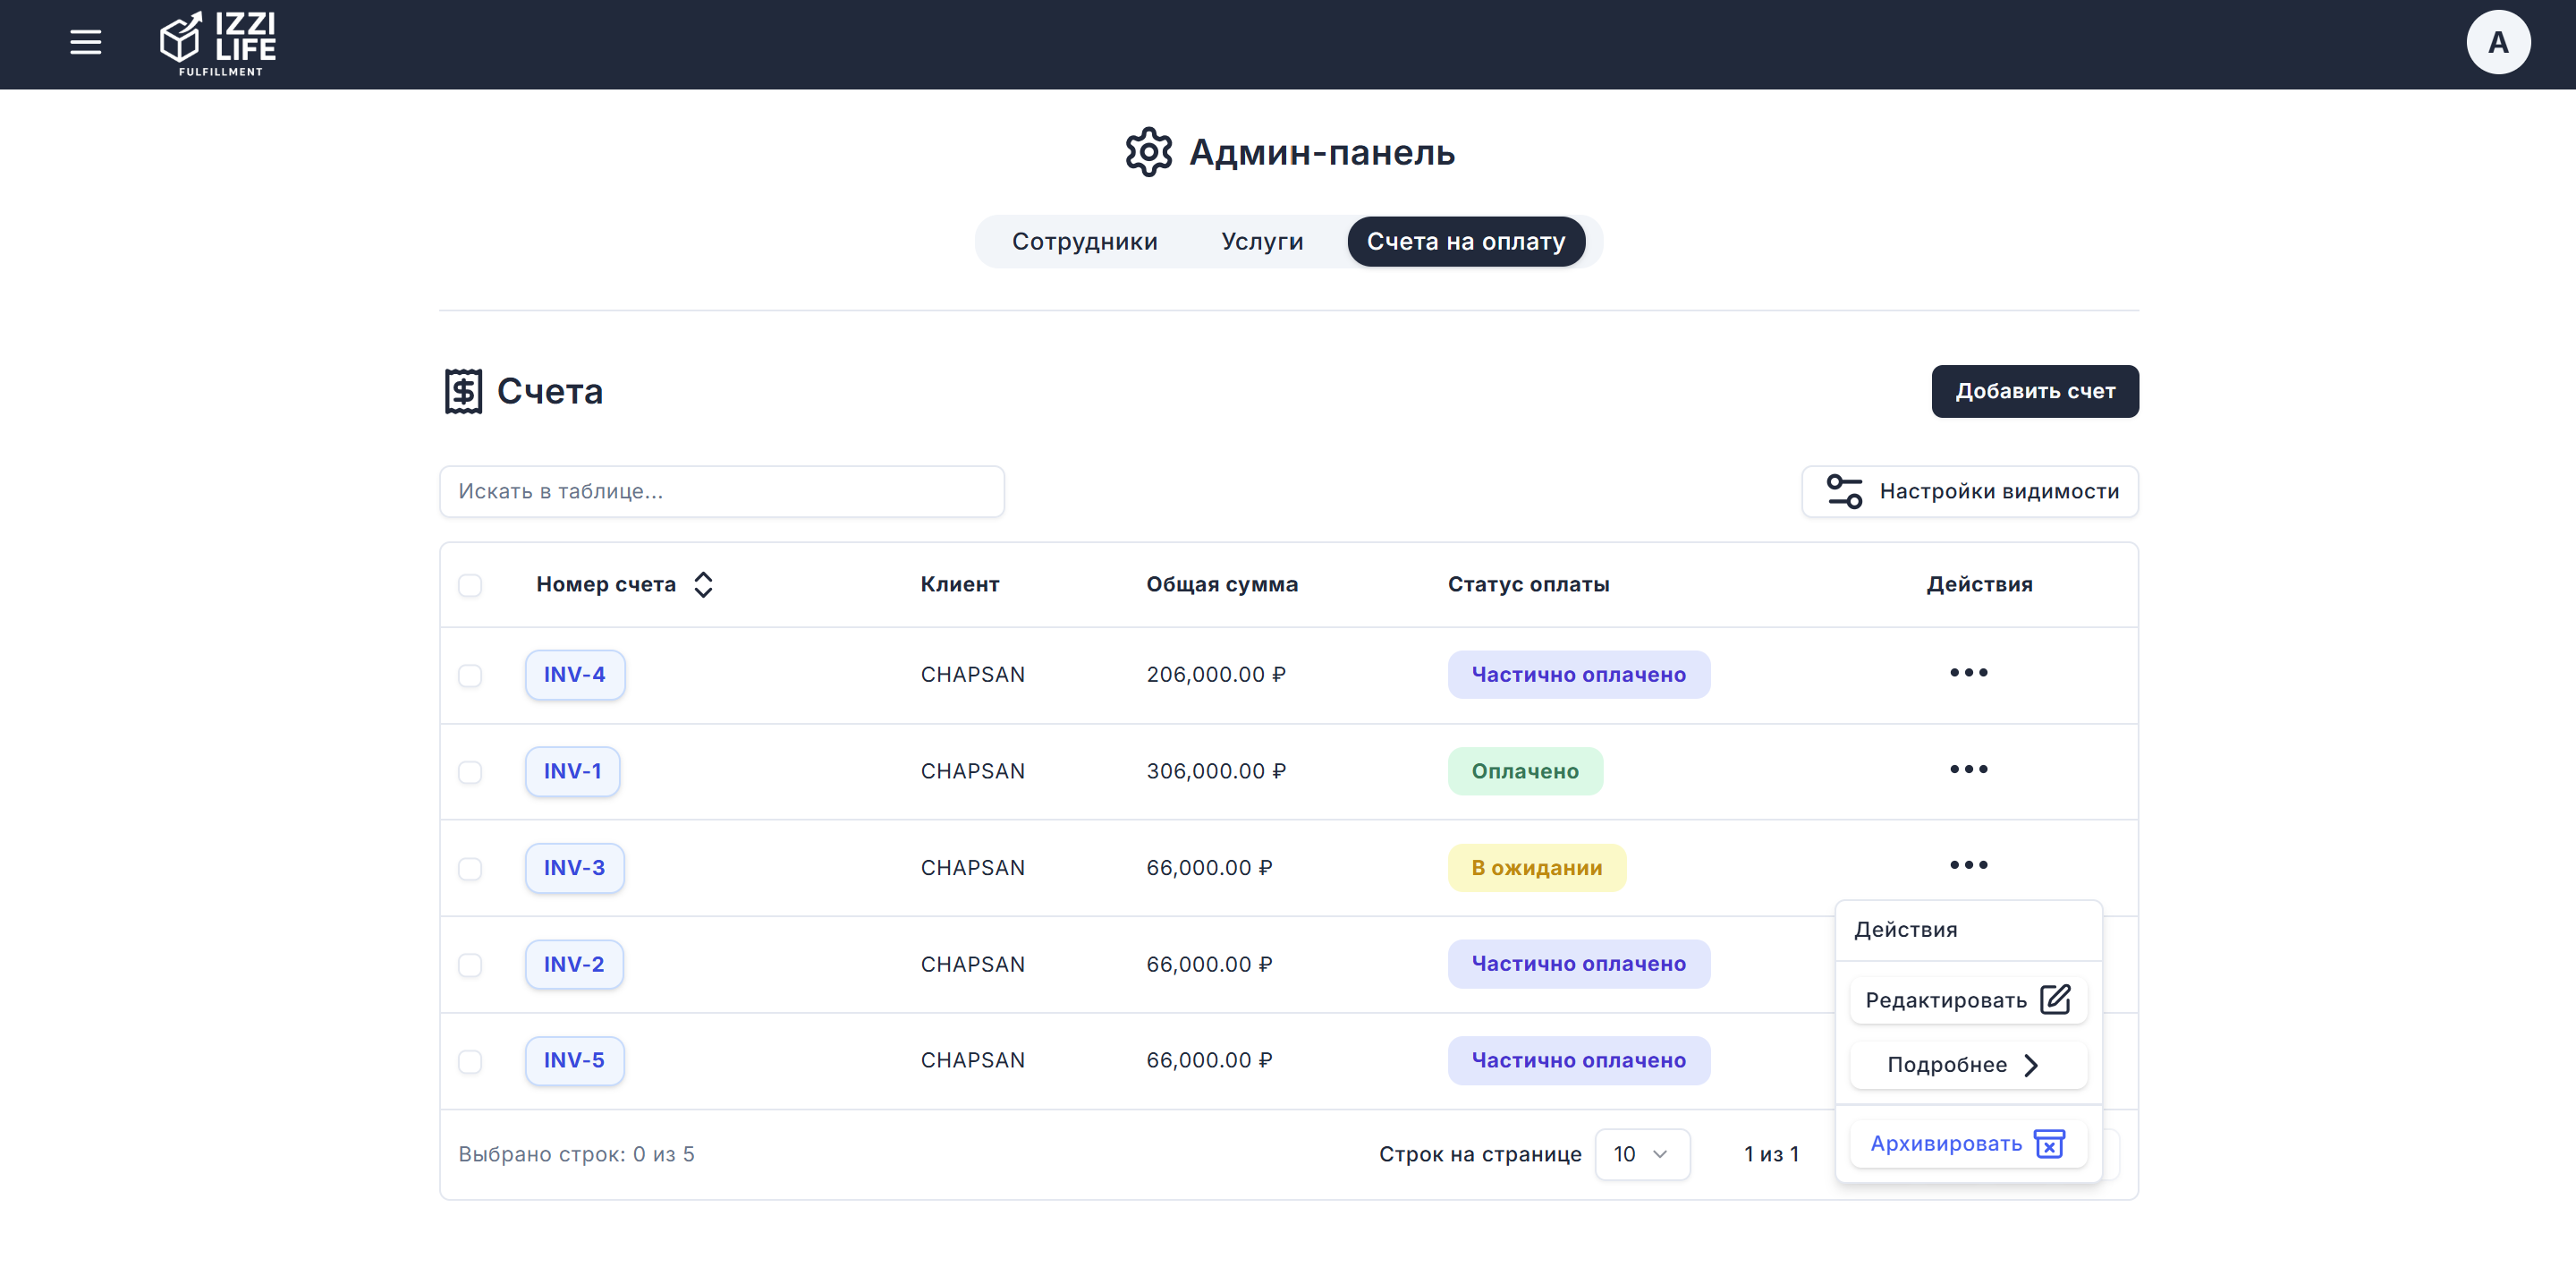 IZZI
LIFE
FULFILLMENT
A
Админ-панель
Сотрудники Услуги Счета на оплату
Счета
Добавить счет
Искать в таблице...
Настройки видимости
Номер счета Клиент Общая сумма Статус оплаты Действия
INV-4 CHAPSAN 206,000.00 ₽ Частично оплачено
INV-1 CHAPSAN 306,000.00 ₽ Оплачено
INV-3 CHAPSAN 66,000.00 ₽ В ожидании
INV-2 CHAPSAN 66,000.00 ₽ Частично оплачено
INV-5 CHAPSAN 66,000.00 ₽ Частично оплачено
Действия
Редактировать
Подробнее
Архивировать
Выбрано строк: 0 из 5 Строк на странице 10 1 из 1